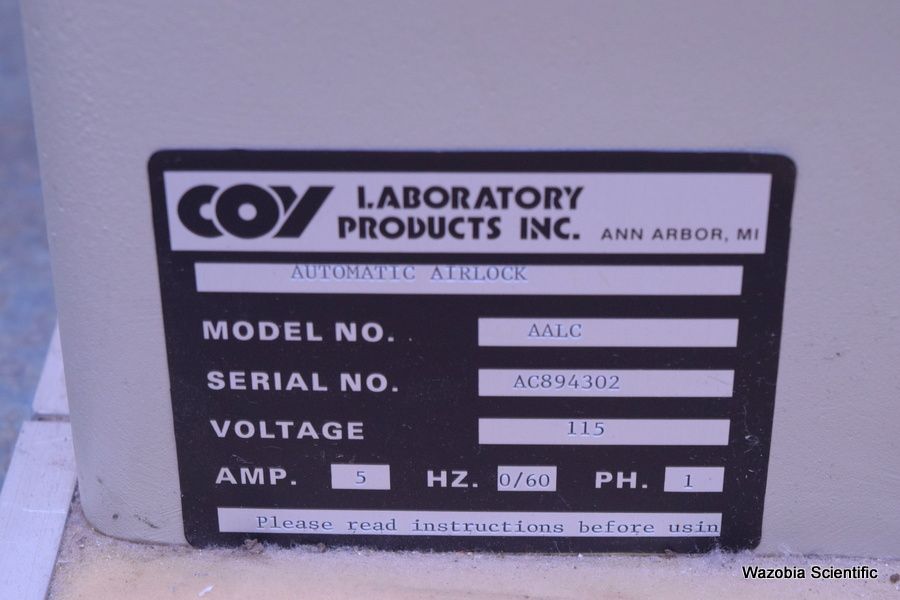 COY LABORATORY
PRODUCTS INC. ANN ARBOR, MI
AUTOMATIC AIRLOCK
MODEL NO. AALC
SERIAL NO. AC894302
VOLTAGE 115
AMP. 5 HZ. 0/60 PH. 1
Please read instructions before usin
Wazobia Scientific